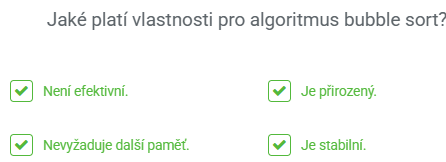 Jaké platí vlastnosti pro algoritmus bubble sort?
Není efektivní.
Je přirozený.
Nevyžaduje další paměť.
Je stabilní.